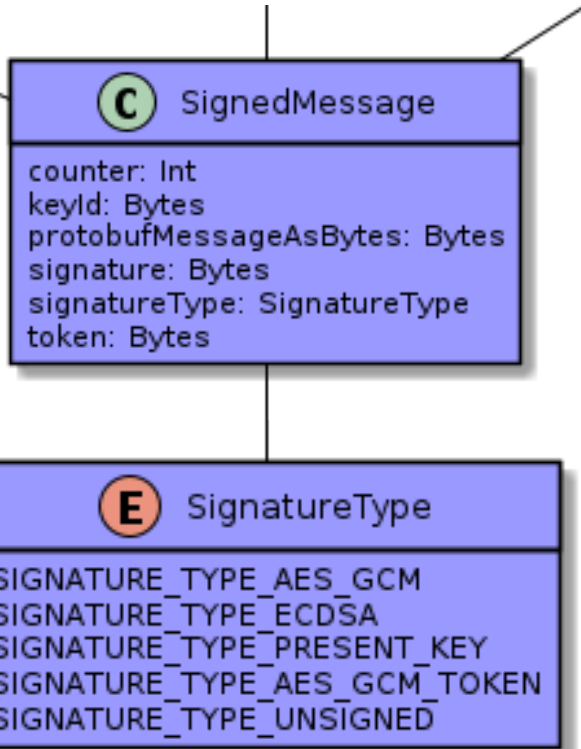 C SignedMessage
counter: Int
keyId: Bytes
protobufMessageAsBytes: Bytes
signature: Bytes
signatureType: SignatureType
token: Bytes
E SignatureType
SIGNATURE_TYPE_AES_GCM
SIGNATURE_TYPE_ECDSA
SIGNATURE_TYPE_PRESENT_KEY
SIGNATURE_TYPE_AES_GCM_TOKEN
SIGNATURE_TYPE_UNSIGNED